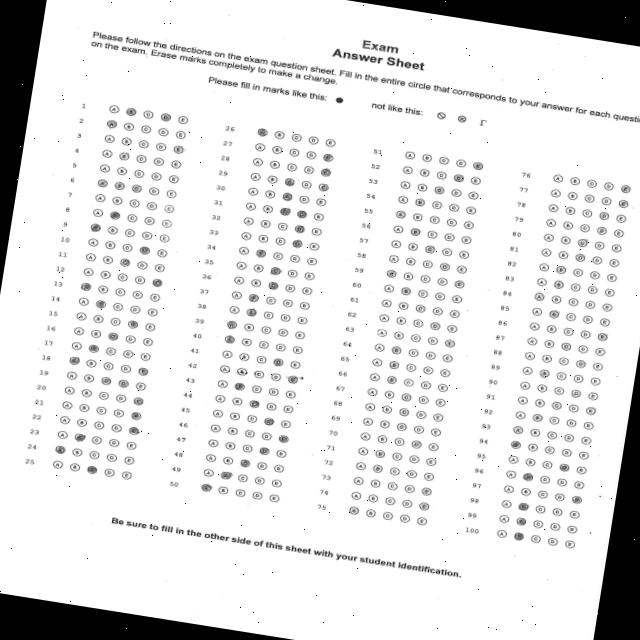 Exam
Answer Sheet
Please follow the directions on the exam question sheet. Fill in the entire circle that corresponds to your answer for each
on the exam. Erase marks completely to make a change.
Please fill in marks like this: not like this:
1 A B C D E
2 A B C D E
3 A B C D E
4 A B C D E
5 A B C D E
6 A B C D E
7 A B C D E
8 A B C D E
9 A B C D E
10 A B C D E
11 A B C D E
12 A B C D E
13 A B C D E
14 A B C D E
15 A B C D E
16 A B C D E
17 A B C D E
18 A B C D E
19 A B C D E
20 A B C D E
21 A B C D E
22 A B C D E
23 A B C D E
24 A B C D E
25 A B C D E
26 A B C D E
27 A B C D E
28 A B C D E
29 A B C D E
30 A B C D E
31 A B C D E
32 A B C D E
33 A B C D E
34 A B C D E
35 A B C D E
36 A B C D E
37 A B C D E
38 A B C D E
39 A B C D E
40 A B C D E
41 A B C D E
42 A B C D E
43 A B C D E
44 A B C D E
45 A B C D E
46 A B C D E
47 A B C D E
48 A B C D E
49 A B C D E
50 A B C D E
51 A B C D E
52 A B C D E
53 A B C D E
54 A B C D E
55 A B C D E
56 A B C D E
57 A B C D E
58 A B C D E
59 A B C D E
60 A B C D E
61 A B C D E
62 A B C D E
63 A B C D E
64 A B C D E
65 A B C D E
66 A B C D E
67 A B C D E
68 A B C D E
69 A B C D E
70 A B C D E
71 A B C D E
72 A B C D E
73 A B C D E
74 A B C D E
75 A B C D E
76 A B C D E
77 A B C D E
78 A B C D E
79 A B C D E
80 A B C D E
81 A B C D E
82 A B C D E
83 A B C D E
84 A B C D E
85 A B C D E
86 A B C D E
87 A B C D E
88 A B C D E
89 A B C D E
90 A B C D E
91 A B C D E
92 A B C D E
93 A B C D E
94 A B C D E
95 A B C D E
96 A B C D E
97 A B C D E
98 A B C D E
99 A B C D E
100 A B C D E
Be sure to fill in the other side of this sheet with your student identification.